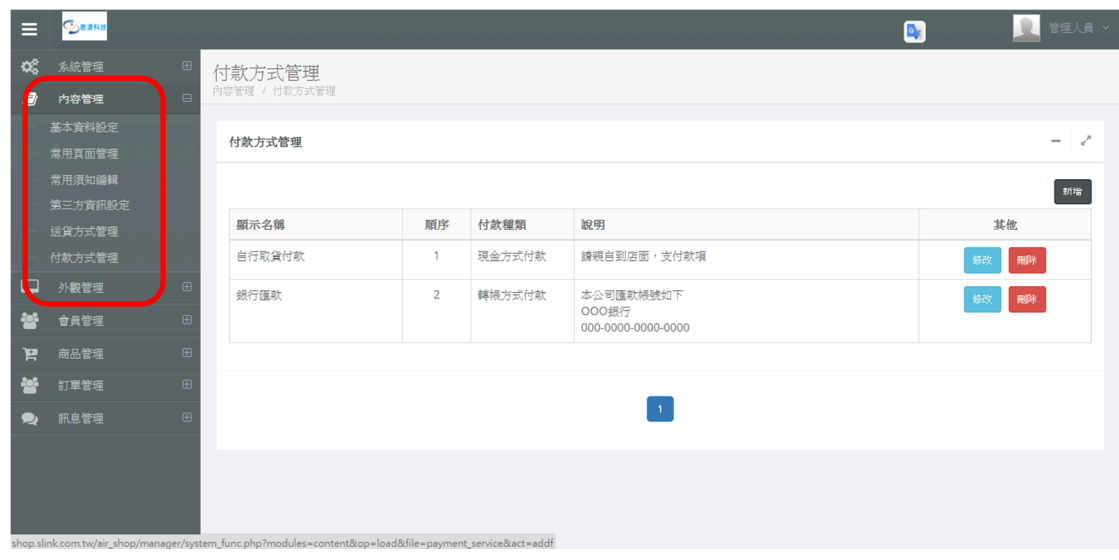 意凌科技
管理人員
系統管理
內容管理
基本資料設定
常用頁面管理
常用須知編輯
第三方資訊設定
送貨方式管理
付款方式管理
外觀管理
會員管理
商品管理
訂單管理
訊息管理
付款方式管理
內容管理 / 付款方式管理
付款方式管理
新增
顯示名稱 順序 付款種類 說明 其他
自行取貨付款 1 現金方式付款 請親自到店面，支付款項 修改 刪除
銀行匯款 2 轉帳方式付款 本公司匯款帳號如下 修改 刪除
OOO銀行
000-0000-0000-0000
1
shop.slink.com.tw/air_shop/manager/system_func.php?modules=content&op=load&file=payment_service&act=addf